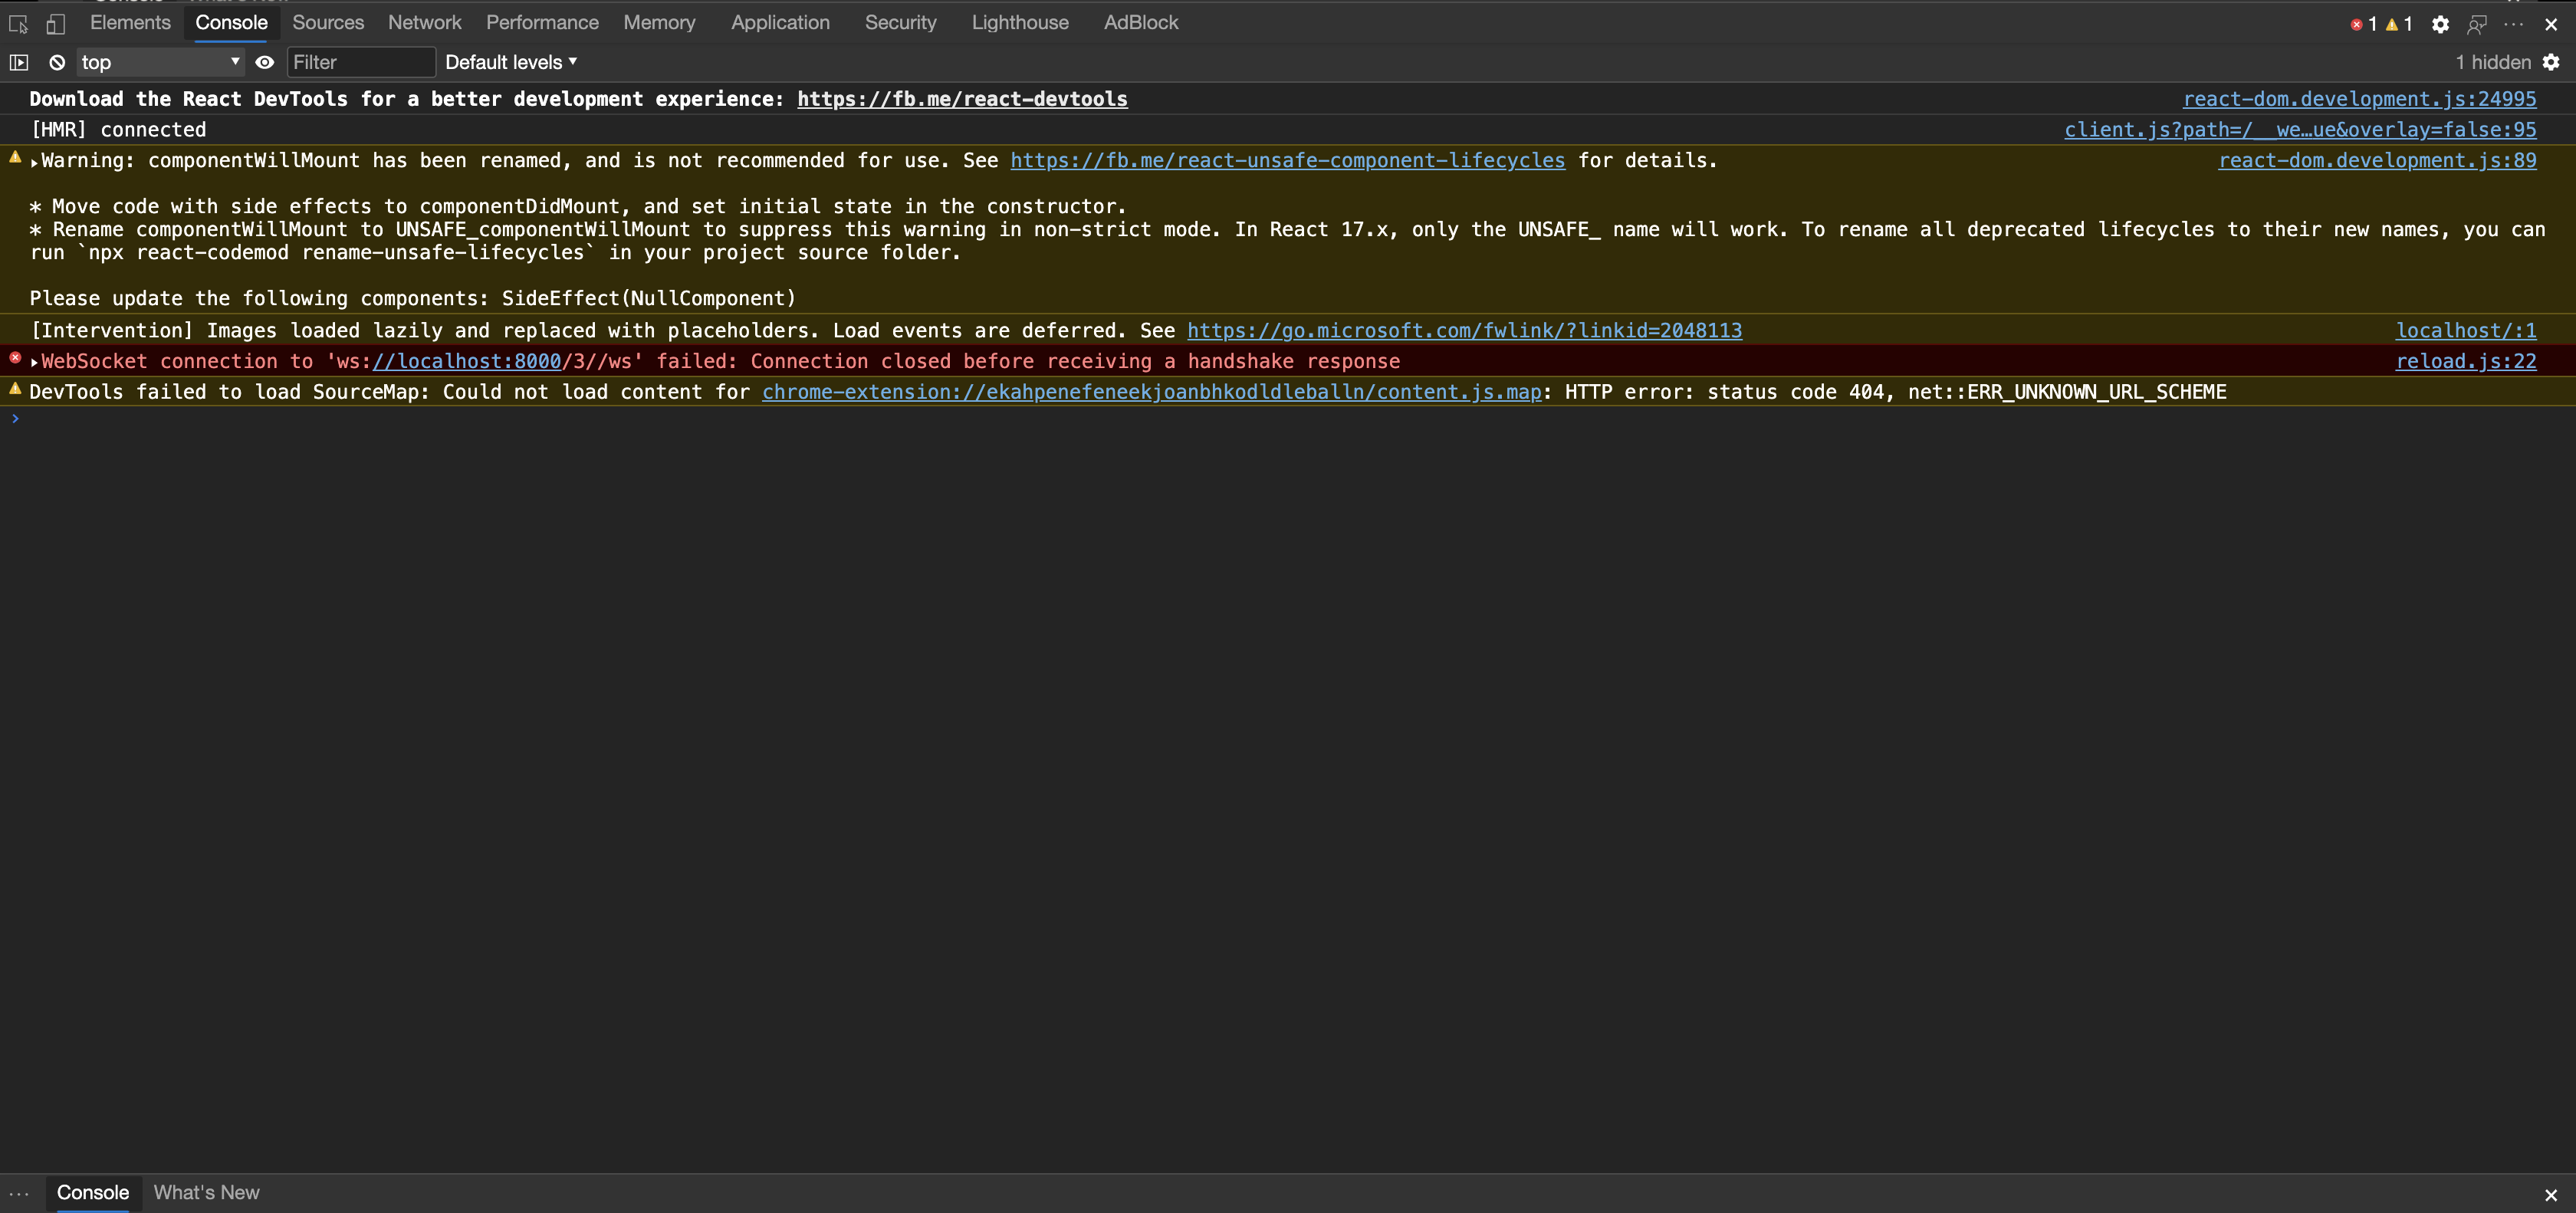 Elements Console Sources Network Performance Memory Application Security Lighthouse AdBlock 1 1
top Filter Default levels 1 hidden
Download the React DevTools for a better development experience: https://fb.me/react-devtools react-dom.development.js:24995
[HMR] connected client.js?path=/__we…ue&overlay=false:95
Warning: componentWillMount has been renamed, and is not recommended for use. See https://fb.me/react-unsafe-component-lifecycles for details. react-dom.development.js:89
* Move code with side effects to componentDidMount, and set initial state in the constructor.
* Rename componentWillMount to UNSAFE_componentWillMount to suppress this warning in non-strict mode. In React 17.x, only the UNSAFE_ name will work. To rename all deprecated lifecycles to their new names, you can
run `npx react-codemod rename-unsafe-lifecycles` in your project source folder.
Please update the following components: SideEffect(NullComponent)
[Intervention] Images loaded lazily and replaced with placeholders. Load events are deferred. See https://go.microsoft.com/fwlink/?linkid=2048113 localhost/:1
WebSocket connection to 'ws://localhost:8000/3//ws' failed: Connection closed before receiving a handshake response reload.js:22
DevTools failed to load SourceMap: Could not load content for chrome-extension://ekahpenefeneekjoanbhkodldleballn/content.js.map: HTTP error: status code 404, net::ERR_UNKNOWN_URL_SCHEME
Console What's New